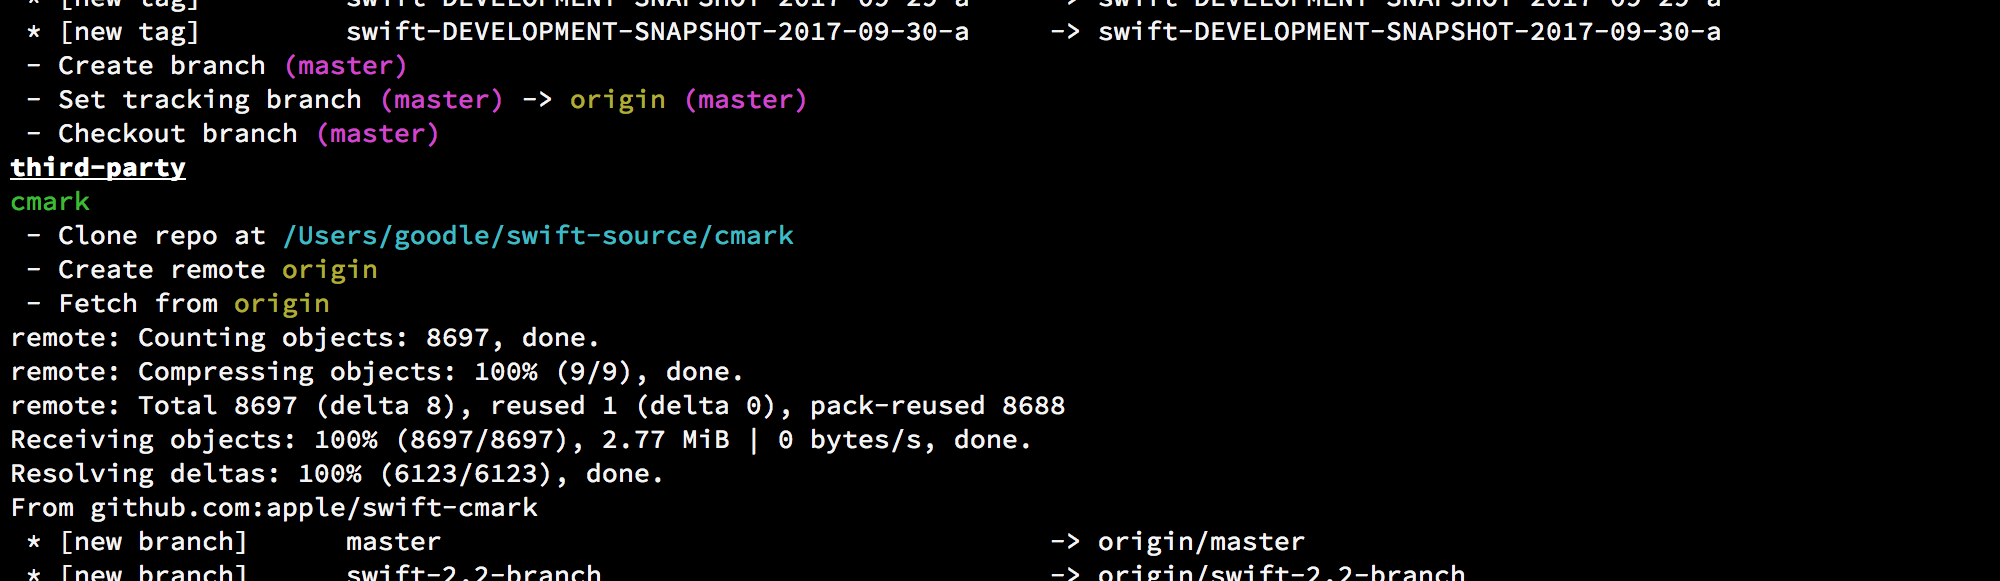 * [new tag]         swift-DEVELOPMENT-SNAPSHOT-2017-09-29-a     -> swift-DEVELOPMENT-SNAPSHOT-2017-09-29-a
* [new tag]         swift-DEVELOPMENT-SNAPSHOT-2017-09-30-a     -> swift-DEVELOPMENT-SNAPSHOT-2017-09-30-a
- Create branch (master)
- Set tracking branch (master) -> origin (master)
- Checkout branch (master)
third-party
cmark
- Clone repo at /Users/goodle/swift-source/cmark
- Create remote origin
- Fetch from origin
remote: Counting objects: 8697, done.
remote: Compressing objects: 100% (9/9), done.
remote: Total 8697 (delta 8), reused 1 (delta 0), pack-reused 8688
Receiving objects: 100% (8697/8697), 2.77 MiB | 0 bytes/s, done.
Resolving deltas: 100% (6123/6123), done.
From github.com:apple/swift-cmark
* [new branch]      master                                      -> origin/master
* [new branch]      swift-2.2-branch                            -> origin/swift-2.2-branch